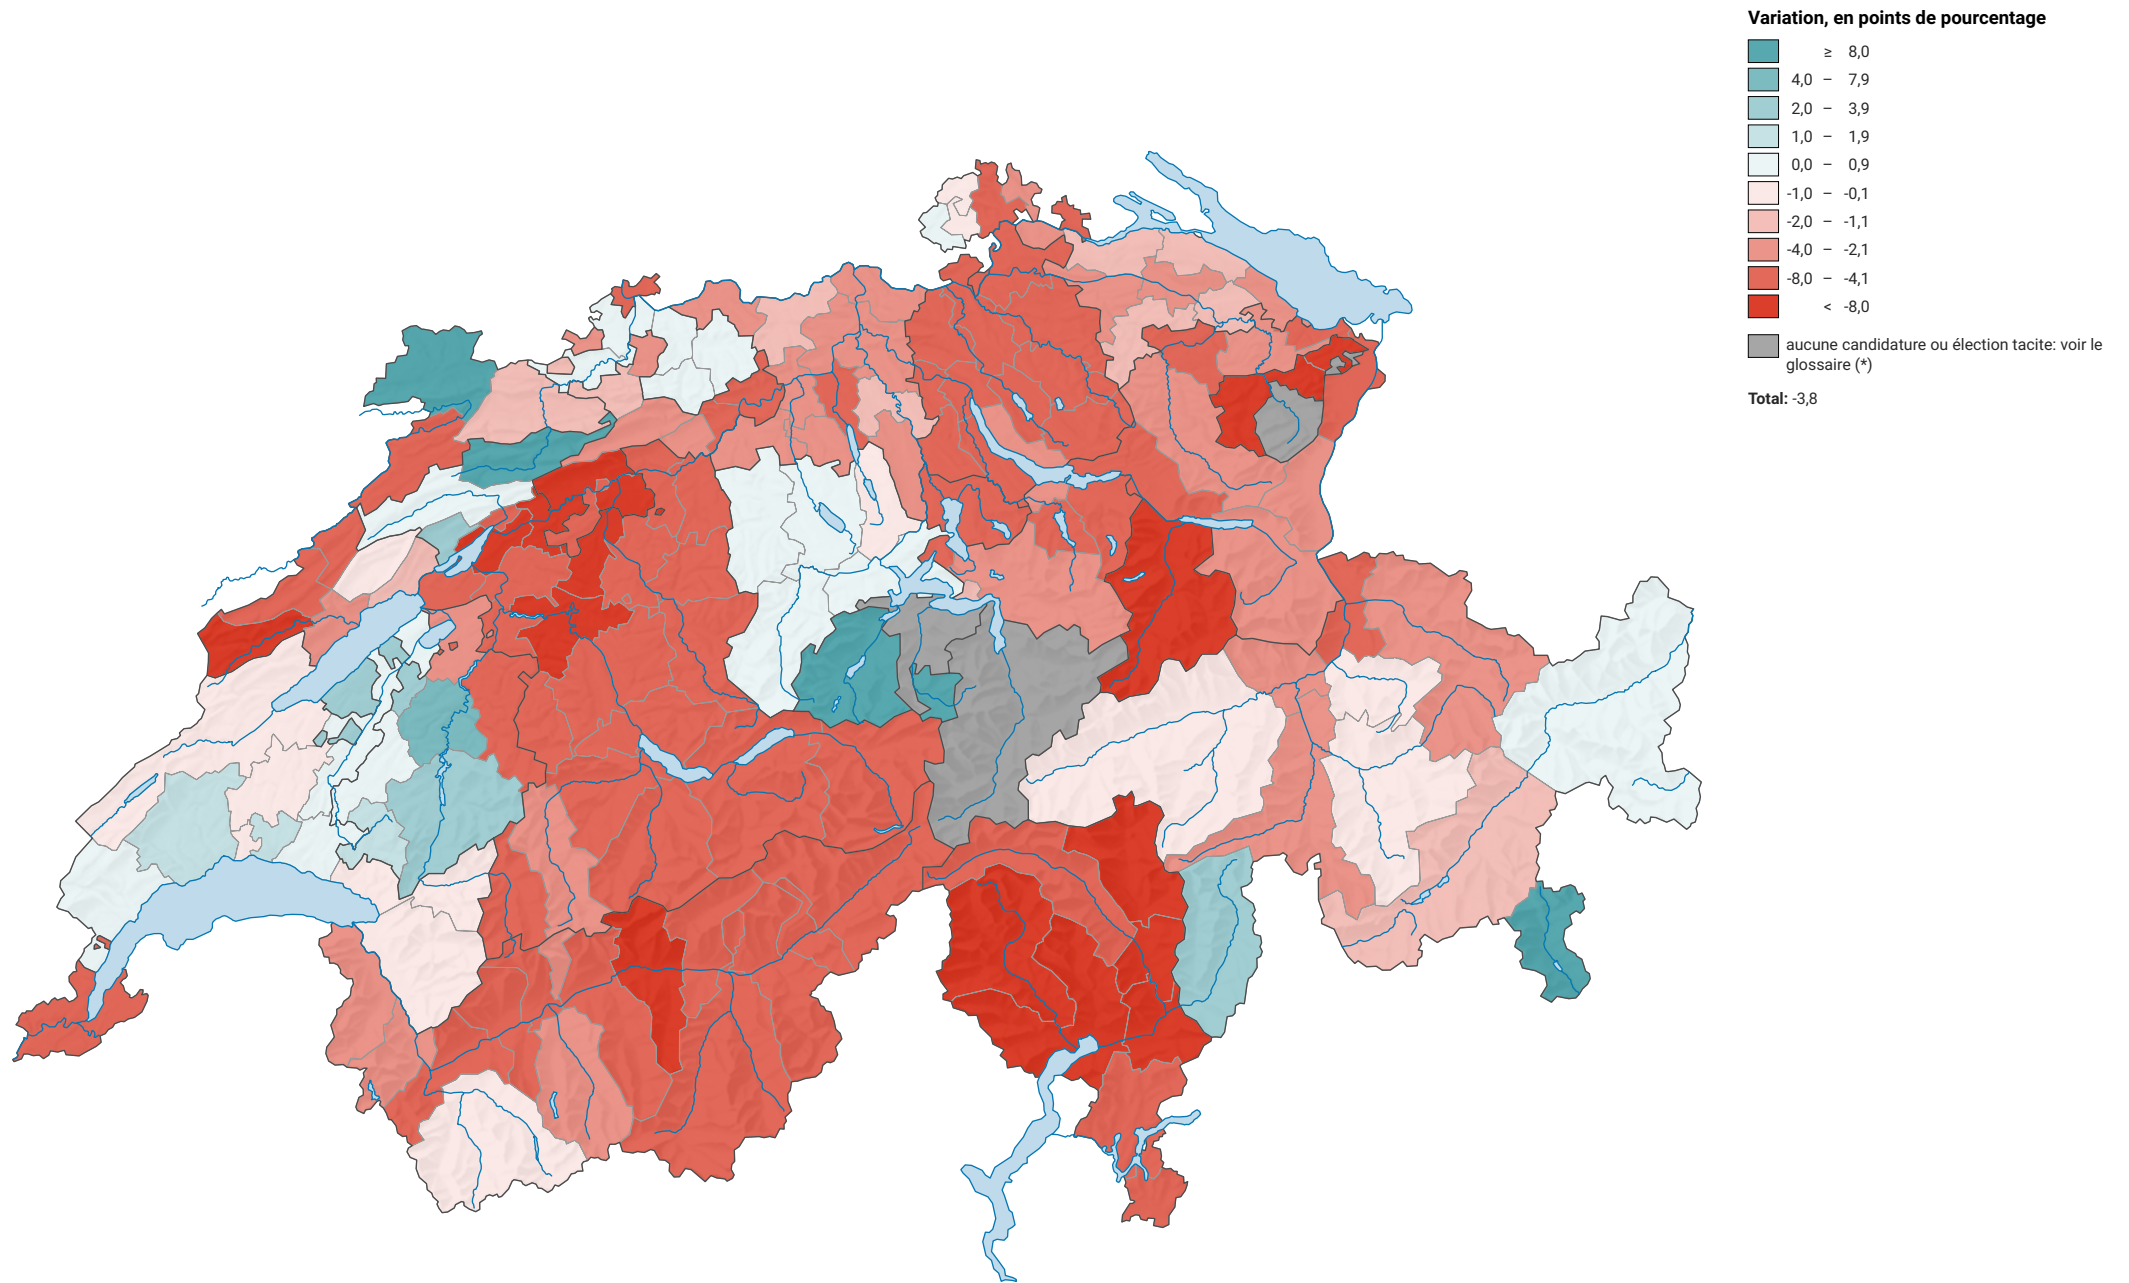 Variation, en points de pourcentage
≥ 8,0
4,0 – 7,9
2,0 – 3,9
1,0 – 1,9
0,0 – 0,9
-1,0 – -0,1
-2,0 – -1,1
-4,0 – -2,1
-8,0 – -4,1
< -8,0
aucune candidature ou élection tacite: voir le
glossaire (*)
Total: -3,8